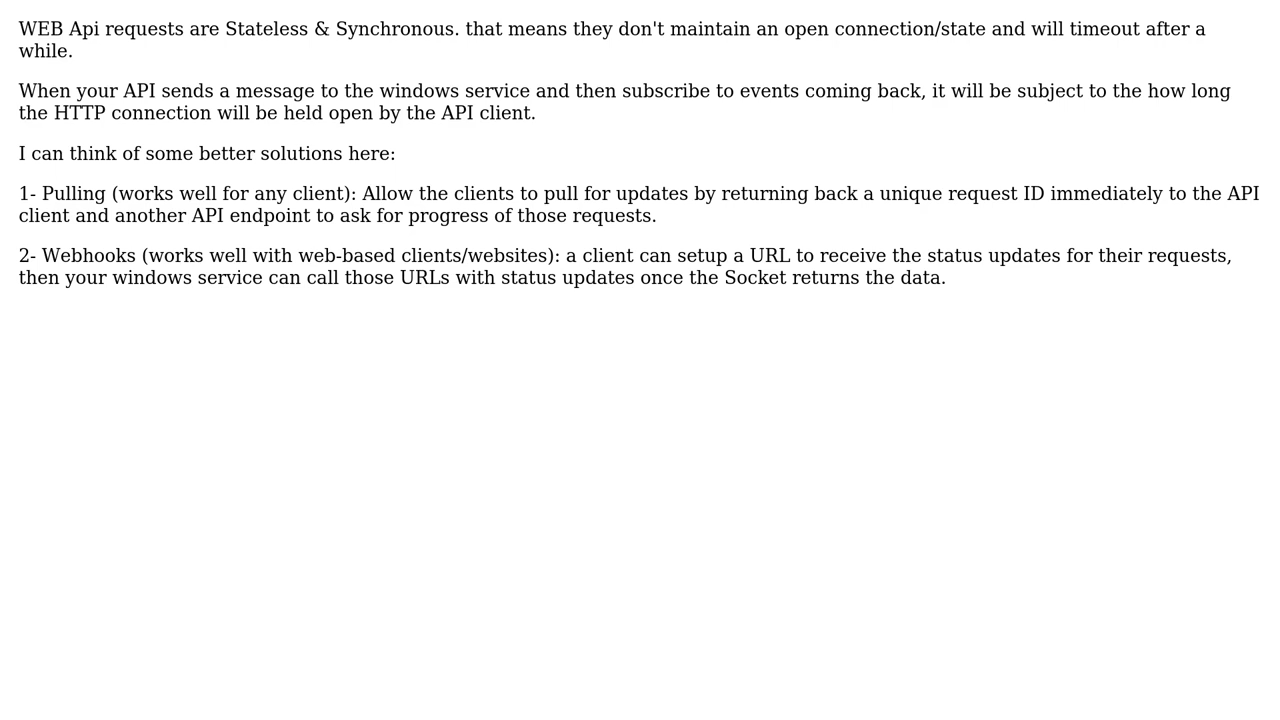 WEB Api requests are Stateless & Synchronous. that means they don't maintain an open connection/state and will timeout after a
while.
When your API sends a message to the windows service and then subscribe to events coming back, it will be subject to the how long
the HTTP connection will be held open by the API client.
I can think of some better solutions here:
1- Pulling (works well for any client): Allow the clients to pull for updates by returning back a unique request ID immediately to the API
client and another API endpoint to ask for progress of those requests.
2- Webhooks (works well with web-based clients/websites): a client can setup a URL to receive the status updates for their requests,
then your windows service can call those URLs with status updates once the Socket returns the data.